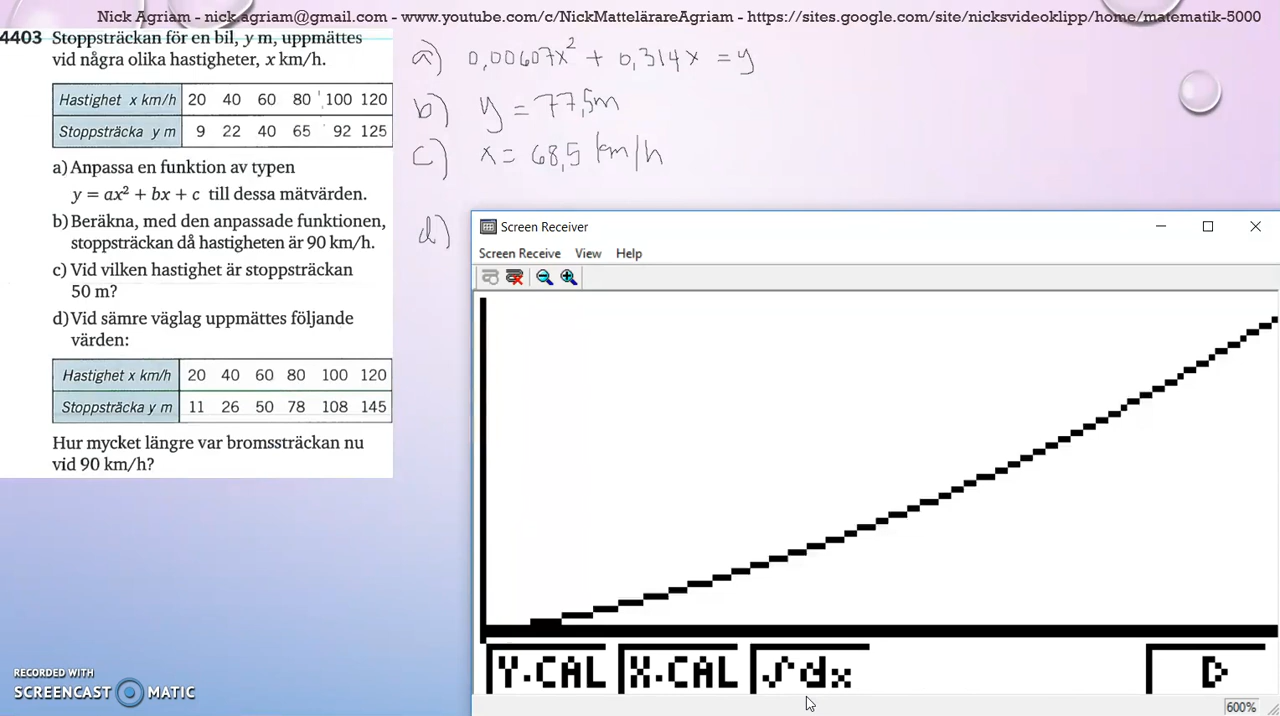 Nick Agriam - nick.agriam@gmail.com - www.youtube.com/c/NickMattelärareAgriam - https://sites.google.com/site/nicksvideoklipp/home/matematik-5000
4403 Stoppsträckan för en bil, y m, uppmättes
vid några olika hastigheter, x km/h.
Hastighet x km/h 20 40 60 80 100 120
Stoppsträcka y m 9 22 40 65 92 125
a) Anpassa en funktion av typen
y = ax² + bx + c till dessa mätvärden.
b) Beräkna, med den anpassade funktionen,
stoppsträckan då hastigheten är 90 km/h.
c) Vid vilken hastighet är stoppsträckan
50 m?
d) Vid sämre väglag uppmättes följande
värden:
Hastighet x km/h 20 40 60 80 100 120
Stoppsträcka y m 11 26 50 78 108 145
Hur mycket längre var bromssträckan nu
vid 90 km/h?
a) 0,00607x² + 0,314x = y
b) y = 77,5m
c) x = 68,5 km/h
d)
Screen Receiver
Screen Receive View Help
Y·CAL X·CAL ∫dx
600%
RECORDED WITH
SCREENCAST MATIC